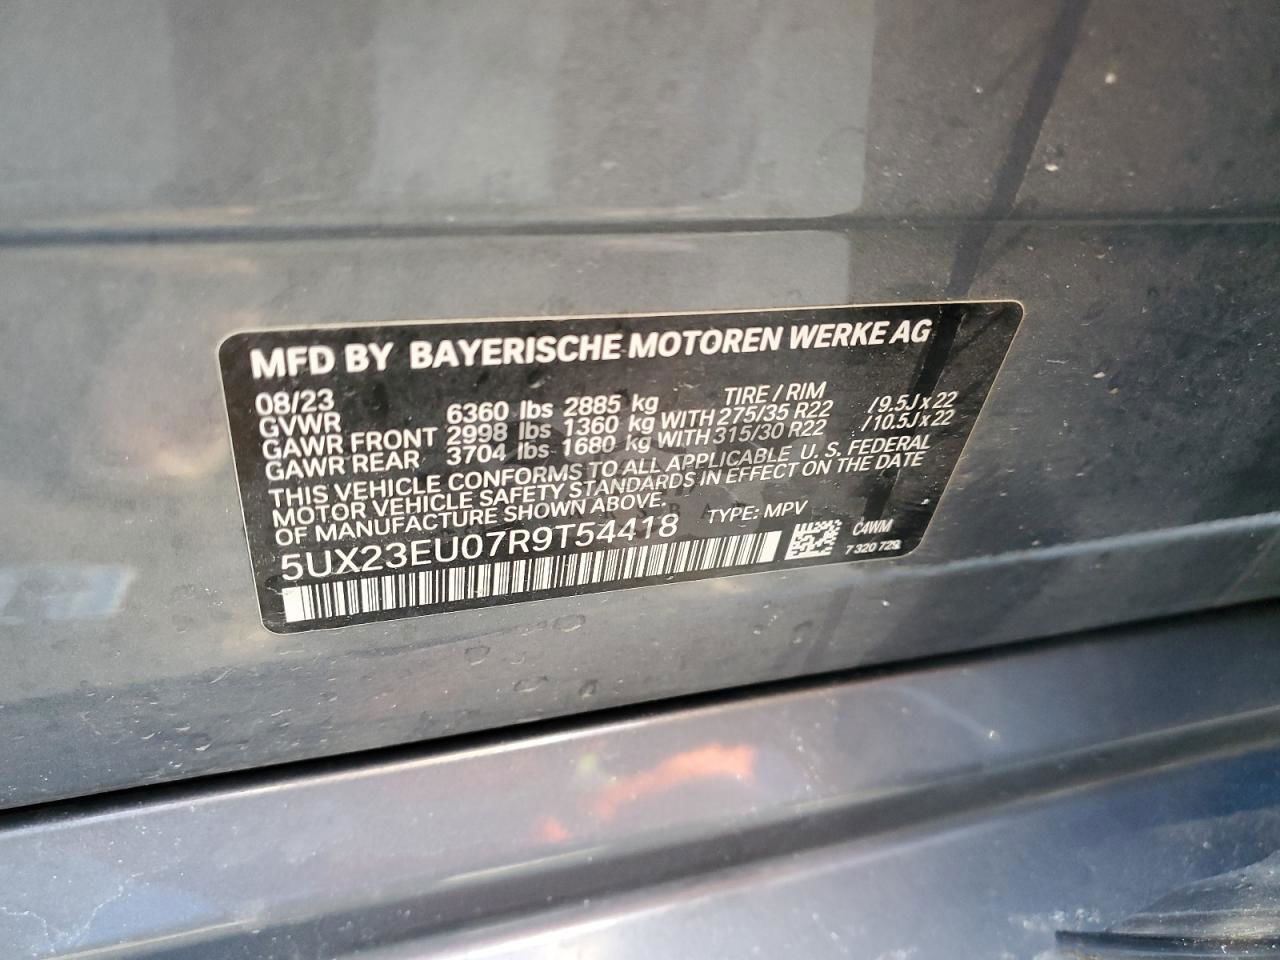 MFD BY BAYERISCHE MOTOREN WERKE AG
08/23 TIRE / RIM
GVWR 6360 lbs 2885 kg
GAWR FRONT 2998 lbs 1360 kg WITH 275/35 R22 / 9.5J x 22
GAWR REAR 3704 lbs 1680 kg WITH 315/30 R22 / 10.5J x 22
THIS VEHICLE CONFORMS TO ALL APPLICABLE U. S. FEDERAL
MOTOR VEHICLE SAFETY STANDARDS IN EFFECT ON THE DATE
OF MANUFACTURE SHOWN ABOVE.
5UX23EU07R9T54418 TYPE: MPV
C4WM
7 320 729